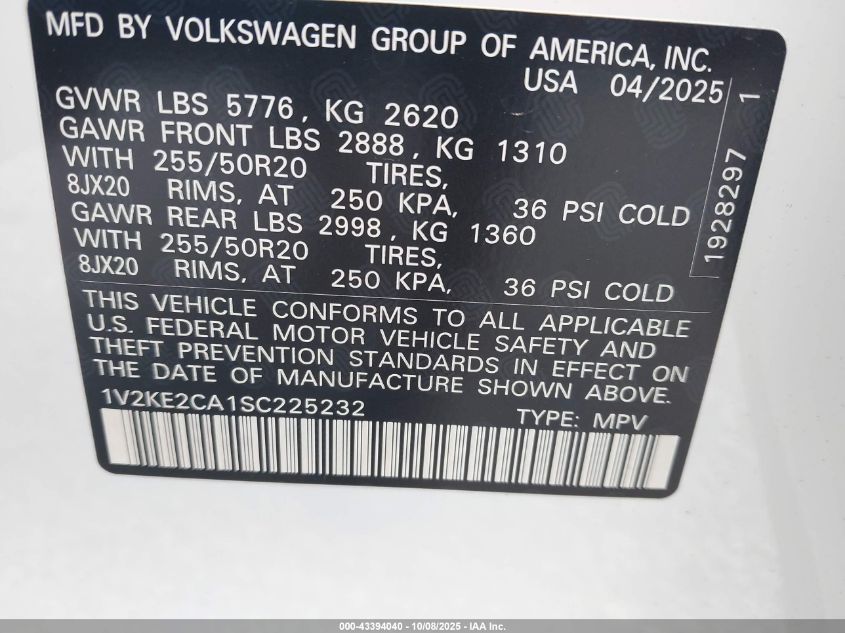 MFD BY VOLKSWAGEN GROUP OF AMERICA, INC.
USA 04/2025
GVWR LBS 5776, KG 2620
GAWR FRONT LBS 2888, KG 1310
WITH 255/50R20 TIRES,
8JX20 RIMS, AT 250 KPA, 36 PSI COLD
GAWR REAR LBS 2998, KG 1360
WITH 255/50R20 TIRES,
8JX20 RIMS, AT 250 KPA, 36 PSI COLD
1928297 1
THIS VEHICLE CONFORMS TO ALL APPLICABLE
U.S. FEDERAL MOTOR VEHICLE SAFETY AND
THEFT PREVENTION STANDARDS IN EFFECT ON
THE DATE OF MANUFACTURE SHOWN ABOVE.
1V2KE2CA1SC225232 TYPE: MPV
000-43394040 - 10/08/2025 - IAA Inc.